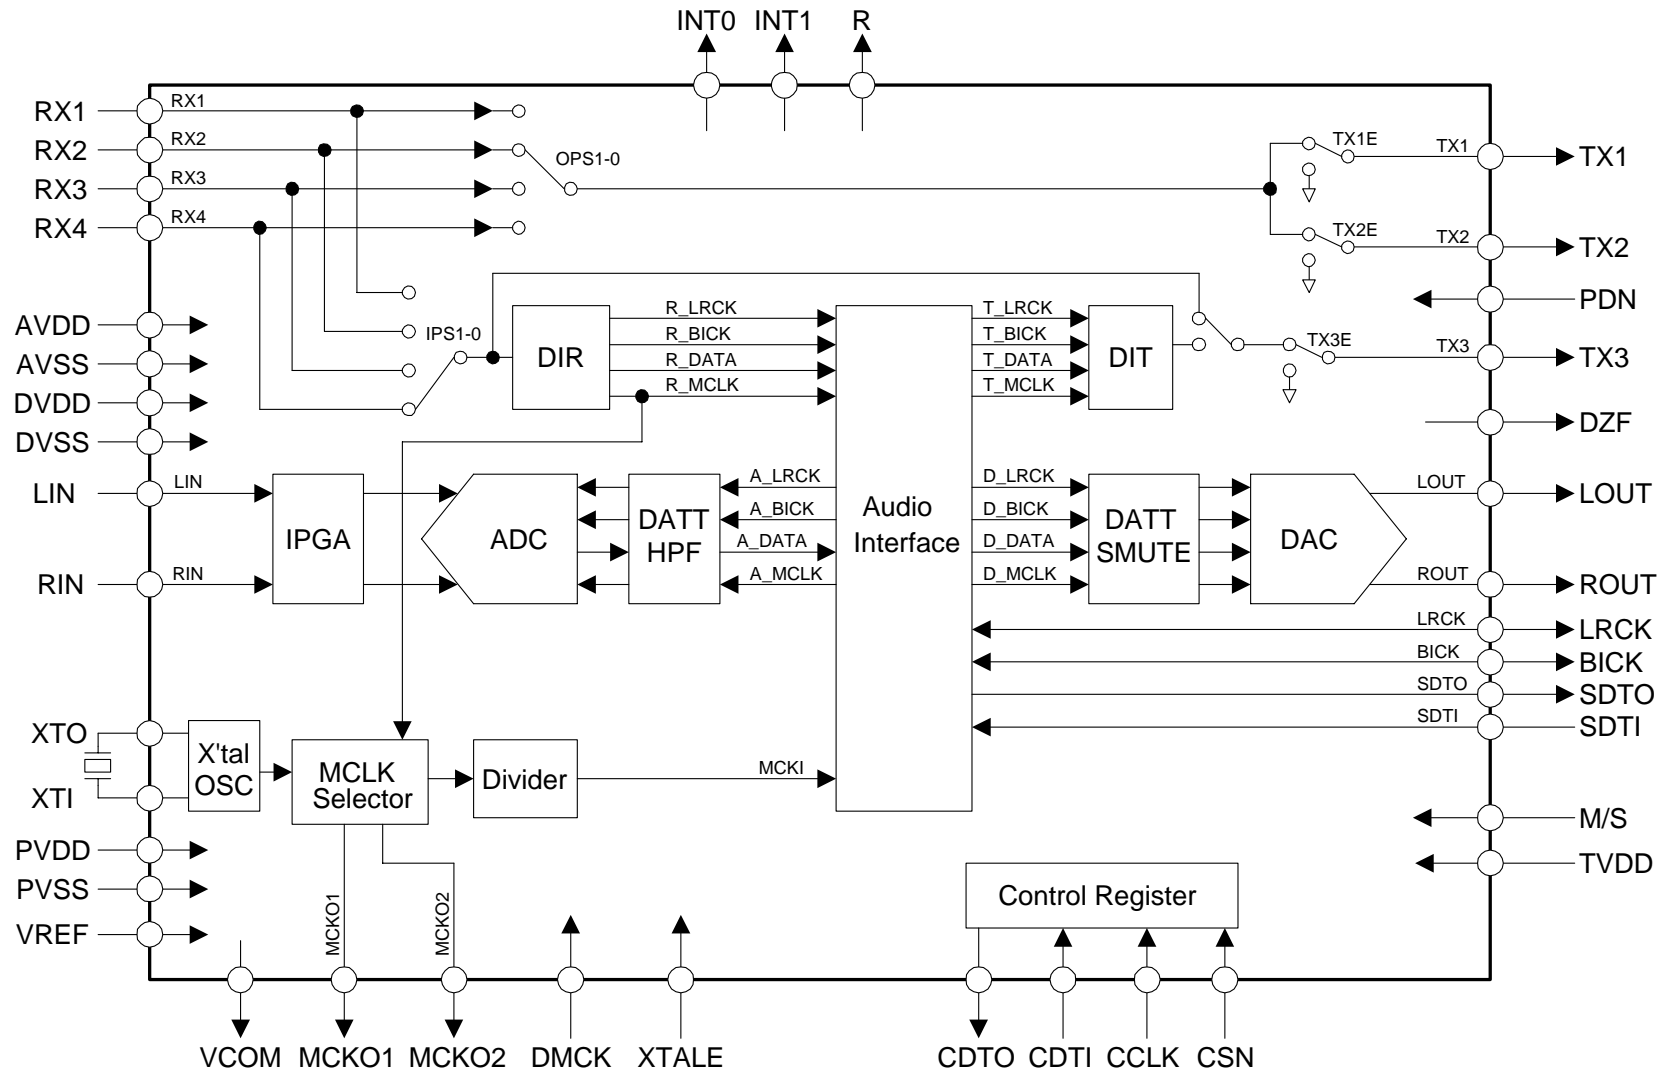 INT0 INT1 R
RX1 RX1
RX2 RX2
RX3 RX3
RX4 RX4
OPS1-0
TX1E TX1 TX1
TX2E TX2 TX2
PDN
AVDD
AVSS
DVDD
DVSS
IPS1-0
DIR
R_LRCK
R_BICK
R_DATA
R_MCLK
T_LRCK
T_BICK
T_DATA
T_MCLK
DIT
TX3E TX3 TX3
DZF
LIN LIN
RIN RIN
IPGA
ADC
DATT
HPF
A_LRCK
A_BICK
A_DATA
A_MCLK
Audio
Interface
D_LRCK
D_BICK
D_DATA
D_MCLK
DATT
SMUTE
DAC
LOUT LOUT
ROUT ROUT
LRCK LRCK
BICK BICK
SDTO SDTO
SDTI SDTI
XTO
XTI
X'tal
OSC
MCLK
Selector
Divider
MCKI
M/S
TVDD
PVDD
PVSS
VREF
MCKO1
MCKO2
Control Register
VCOM MCKO1 MCKO2 DMCK XTALE CDTO CDTI CCLK CSN